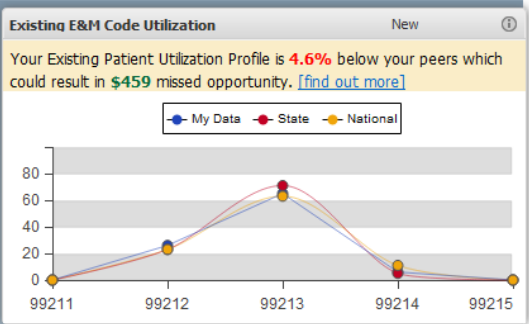 Existing E&M Code Utilization New
Your Existing Patient Utilization Profile is 4.6% below your peers which
could result in $459 missed opportunity. [find out more]
My Data State National
80
60
40
20
0
99211 99212 99213 99214 99215